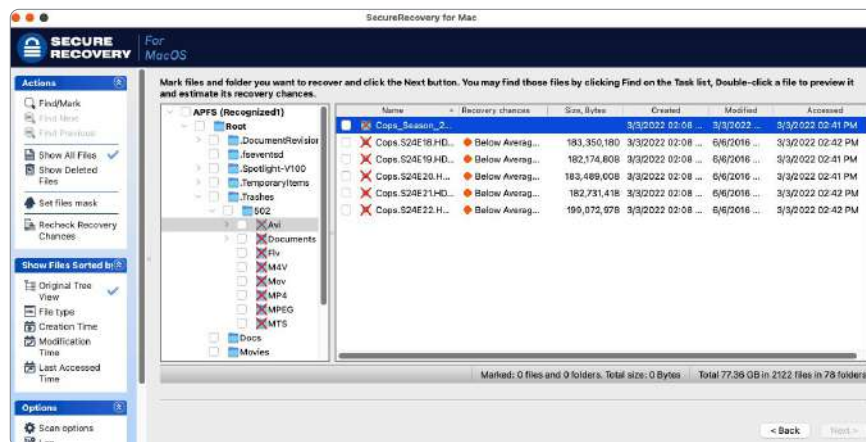 SecureRecovery for Mac
SECURE
RECOVERY
For
MacOS
Actions
Find/Mark
Find Next
Find Previous
Show All Files
Show Deleted
Files
Set files mask
Recheck Recovery
Chances
Show Files Sorted by
Original Tree
View
File type
Creation Time
Modification
Time
Last Accessed
Time
Options
Scan options
Mark files and folder you want to recover and click the Next button. You may find those files by clicking Find on the Task list, Double-click a file to preview it
and estimate its recovery chances.
APFS (Recognized1)
Root
.DocumentRevision
.fseventsd
.Spotlight-V100
.TemporaryItems
.Trashes
502
Avi
Documents
Flv
M4V
Mov
MP4
MPEG
MTS
Docs
Movies
Name Recovery chances Size, Bytes Created Modified Accessed
Cops_Season_2... 3/3/2022 02:08 ... 3/3/2022 ... 3/3/2022 02:41 PM
Cops.S24E18.HD... Below Averag... 183,350,180 3/3/2022 02:08 ... 6/6/2016 ... 3/3/2022 02:42 PM
Cops.S24E19.HD... Below Averag... 182,174,808 3/3/2022 02:08 ... 6/6/2016 ... 3/3/2022 02:41 PM
Cops.S24E20.H... Below Averag... 183,489,008 3/3/2022 02:08 ... 6/6/2016 ... 3/3/2022 02:41 PM
Cops.S24E21.HD... Below Averag... 182,731,418 3/3/2022 02:08 ... 6/6/2016 ... 3/3/2022 02:42 PM
Cops.S24E22.H... Below Averag... 199,072,978 3/3/2022 02:08 ... 6/6/2016 ... 3/3/2022 02:42 PM
Marked: 0 files and 0 folders. Total size: 0 Bytes Total 77.36 GB in 2122 files in 78 folders
< Back Next >